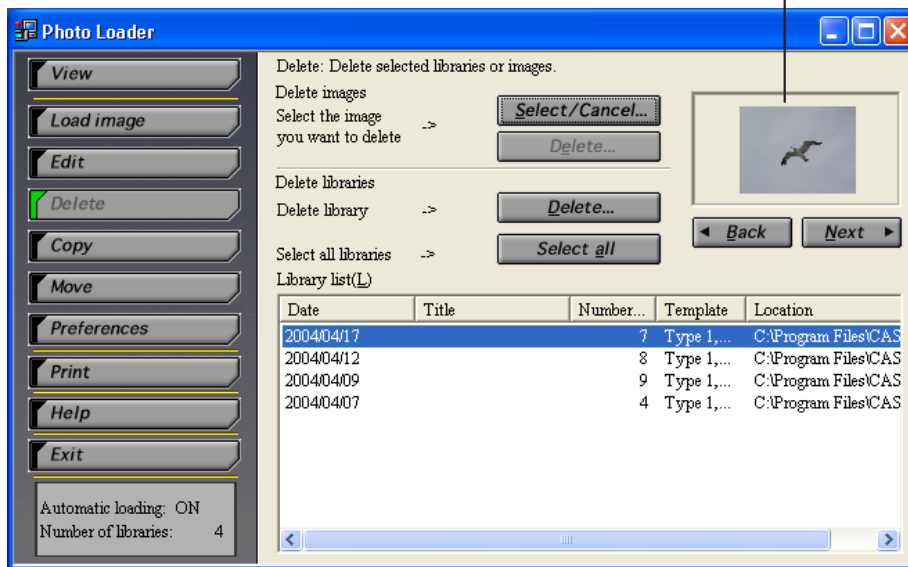 Photo Loader
View
Load image
Edit
Delete
Copy
Move
Preferences
Print
Help
Exit
Automatic loading: ON
Number of libraries: 4
Delete: Delete selected libraries or images.
Delete images
Select the image
you want to delete
->
Select/Cancel...
Delete...
Delete libraries
Delete library -> Delete...
Select all libraries -> Select all
Back Next
Library list(L)
Date Title Number... Template Location
2004/04/17 7 Type 1,... C:\Program Files\CAS
2004/04/12 8 Type 1,... C:\Program Files\CAS
2004/04/09 9 Type 1,... C:\Program Files\CAS
2004/04/07 4 Type 1,... C:\Program Files\CAS